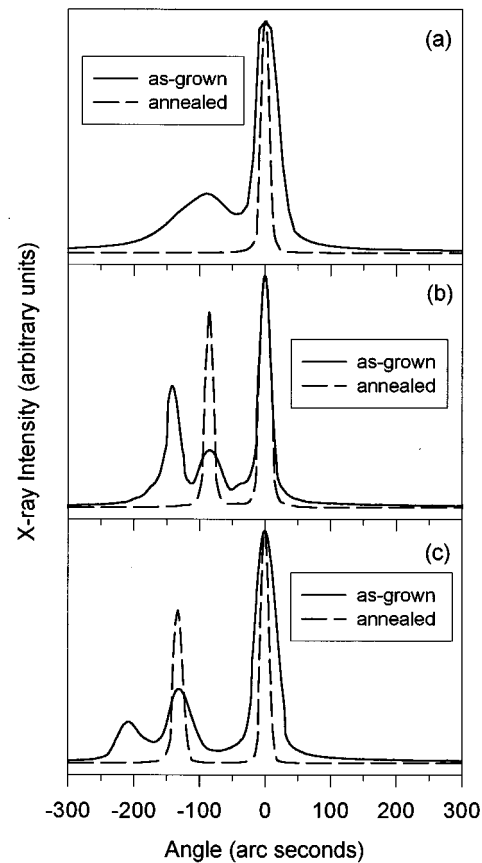 (a)
as-grown
annealed
(b)
as-grown
annealed
(c)
as-grown
annealed
X-ray Intensity (arbitrary units)
-300 -200 -100 0 100 200 300
Angle (arc seconds)